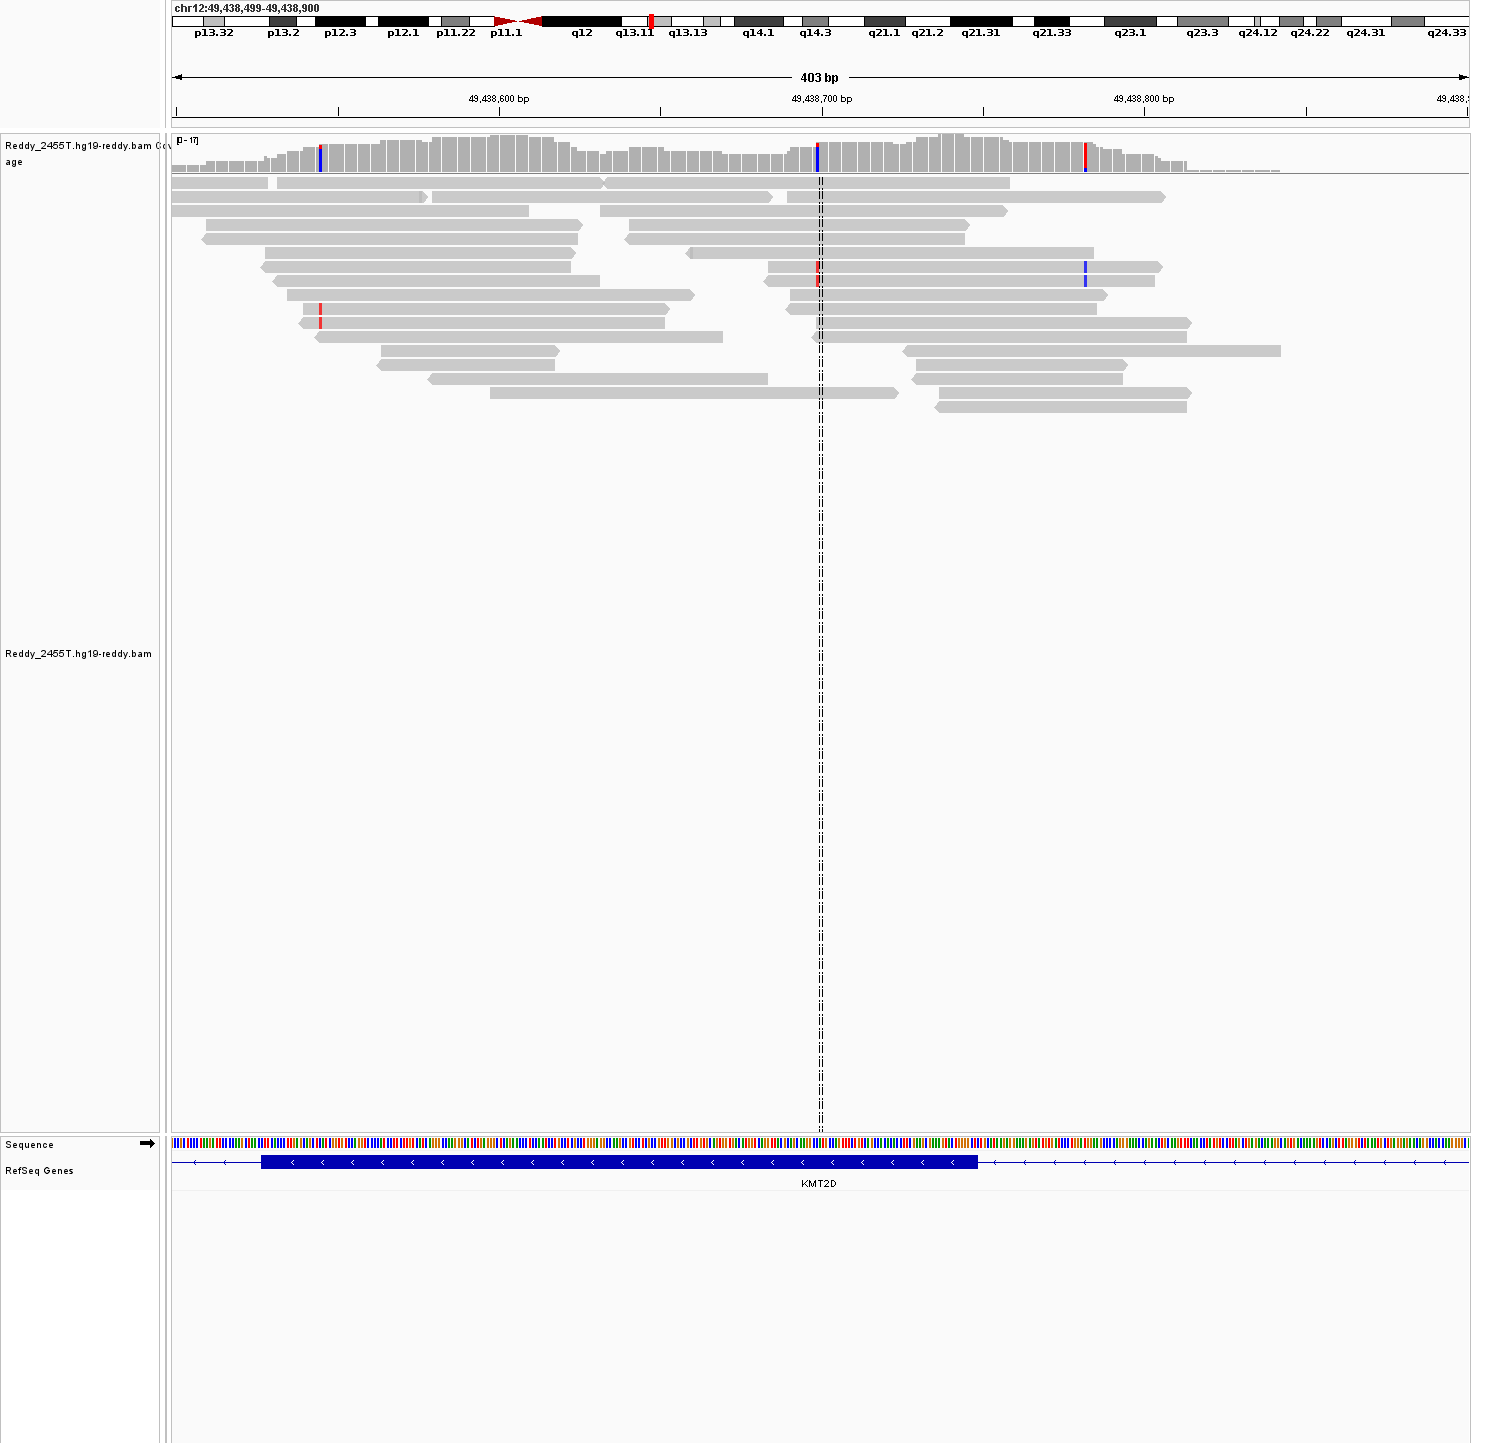 chr12:49,438,499-49,438,900
p13.32 p13.2 p12.3 p12.1 p11.22 p11.1 q12 q13.11 q13.13 q14.1 q14.3 q21.1 q21.2 q21.31 q21.33 q23.1 q23.3 q24.12 q24.22 q24.31 q24.33
403 bp
49,438,600 bp 49,438,700 bp 49,438,800 bp 49,438,
Reddy_2455T.hg19-reddy.bam Cov
age
[0 - 17]
Reddy_2455T.hg19-reddy.bam
Sequence
RefSeq Genes
KMT2D